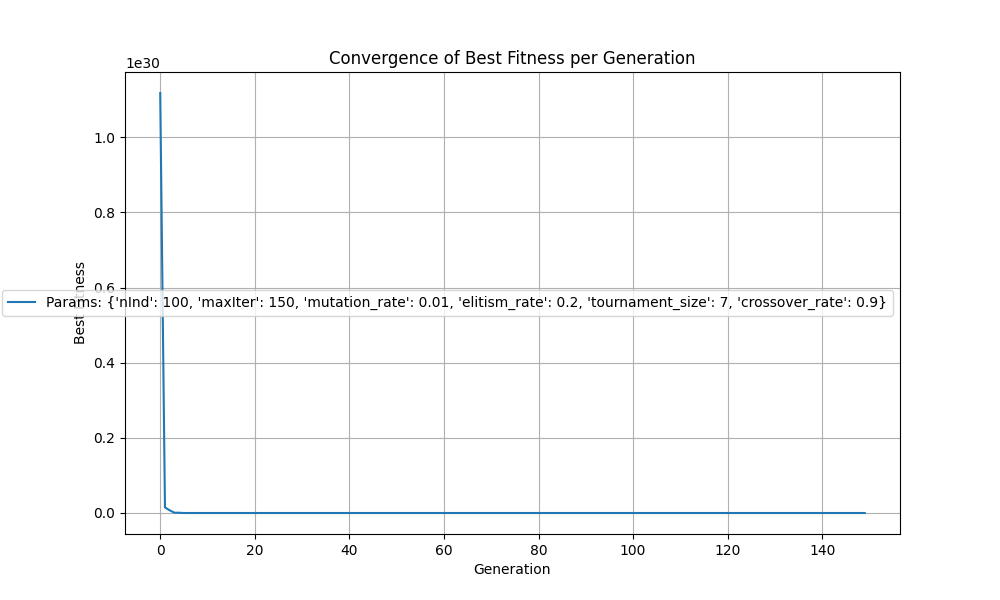 Convergence of Best Fitness per Generation
1e30
1.0
0.8
0.6
0.4
0.2
0.0
Best
ness
Params: {'nInd': 100, 'maxIter': 150, 'mutation_rate': 0.01, 'elitism_rate': 0.2, 'tournament_size': 7, 'crossover_rate': 0.9}
0 20 40 60 80 100 120 140
Generation